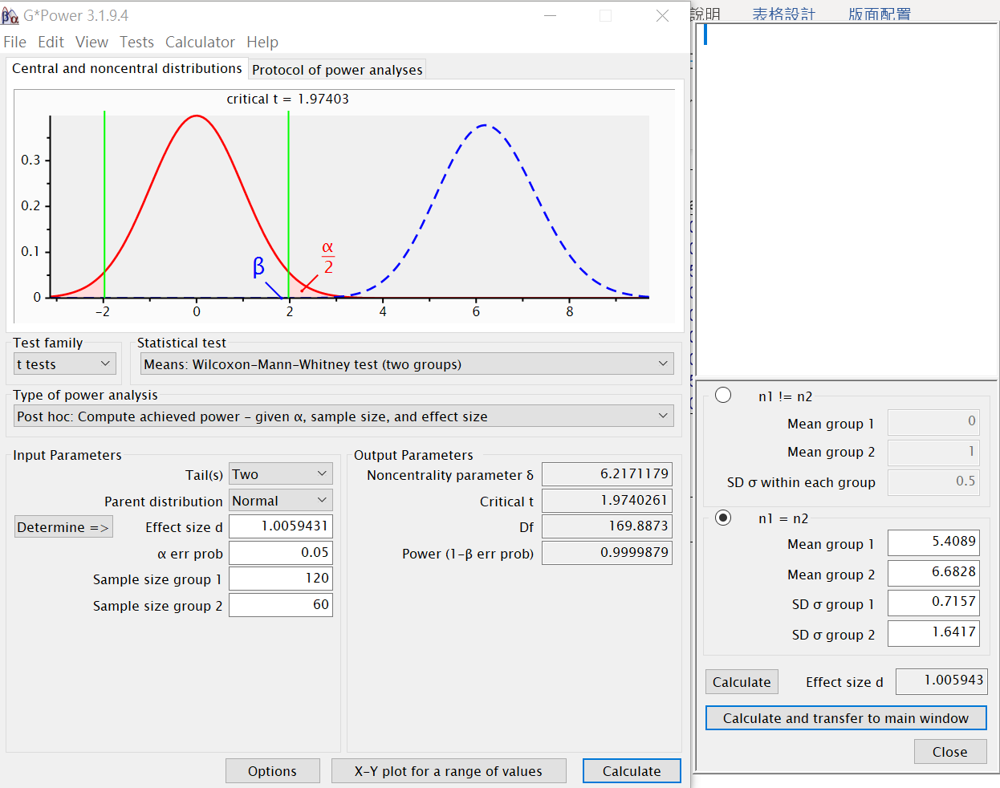 G*Power 3.1.9.4
說明 表格設計 版面配置
File Edit View Tests Calculator Help
Central and noncentral distributions Protocol of power analyses
critical t = 1.97403
0.3
0.2
0.1
0
β
α
2
-2 0 2 4 6 8
Test family
t tests
Statistical test
Means: Wilcoxon-Mann-Whitney test (two groups)
Type of power analysis
Post hoc: Compute achieved power - given α, sample size, and effect size
Input Parameters
Tail(s) Two
Parent distribution Normal
Determine => Effect size d 1.0059431
α err prob 0.05
Sample size group 1 120
Sample size group 2 60
Output Parameters
Noncentrality parameter δ 6.2171179
Critical t 1.9740261
Df 169.8873
Power (1-β err prob) 0.9999879
Options X-Y plot for a range of values Calculate
n1 != n2
Mean group 1 0
Mean group 2 1
SD σ within each group 0.5
n1 = n2
Mean group 1 5.4089
Mean group 2 6.6828
SD σ group 1 0.7157
SD σ group 2 1.6417
Calculate Effect size d 1.005943
Calculate and transfer to main window
Close